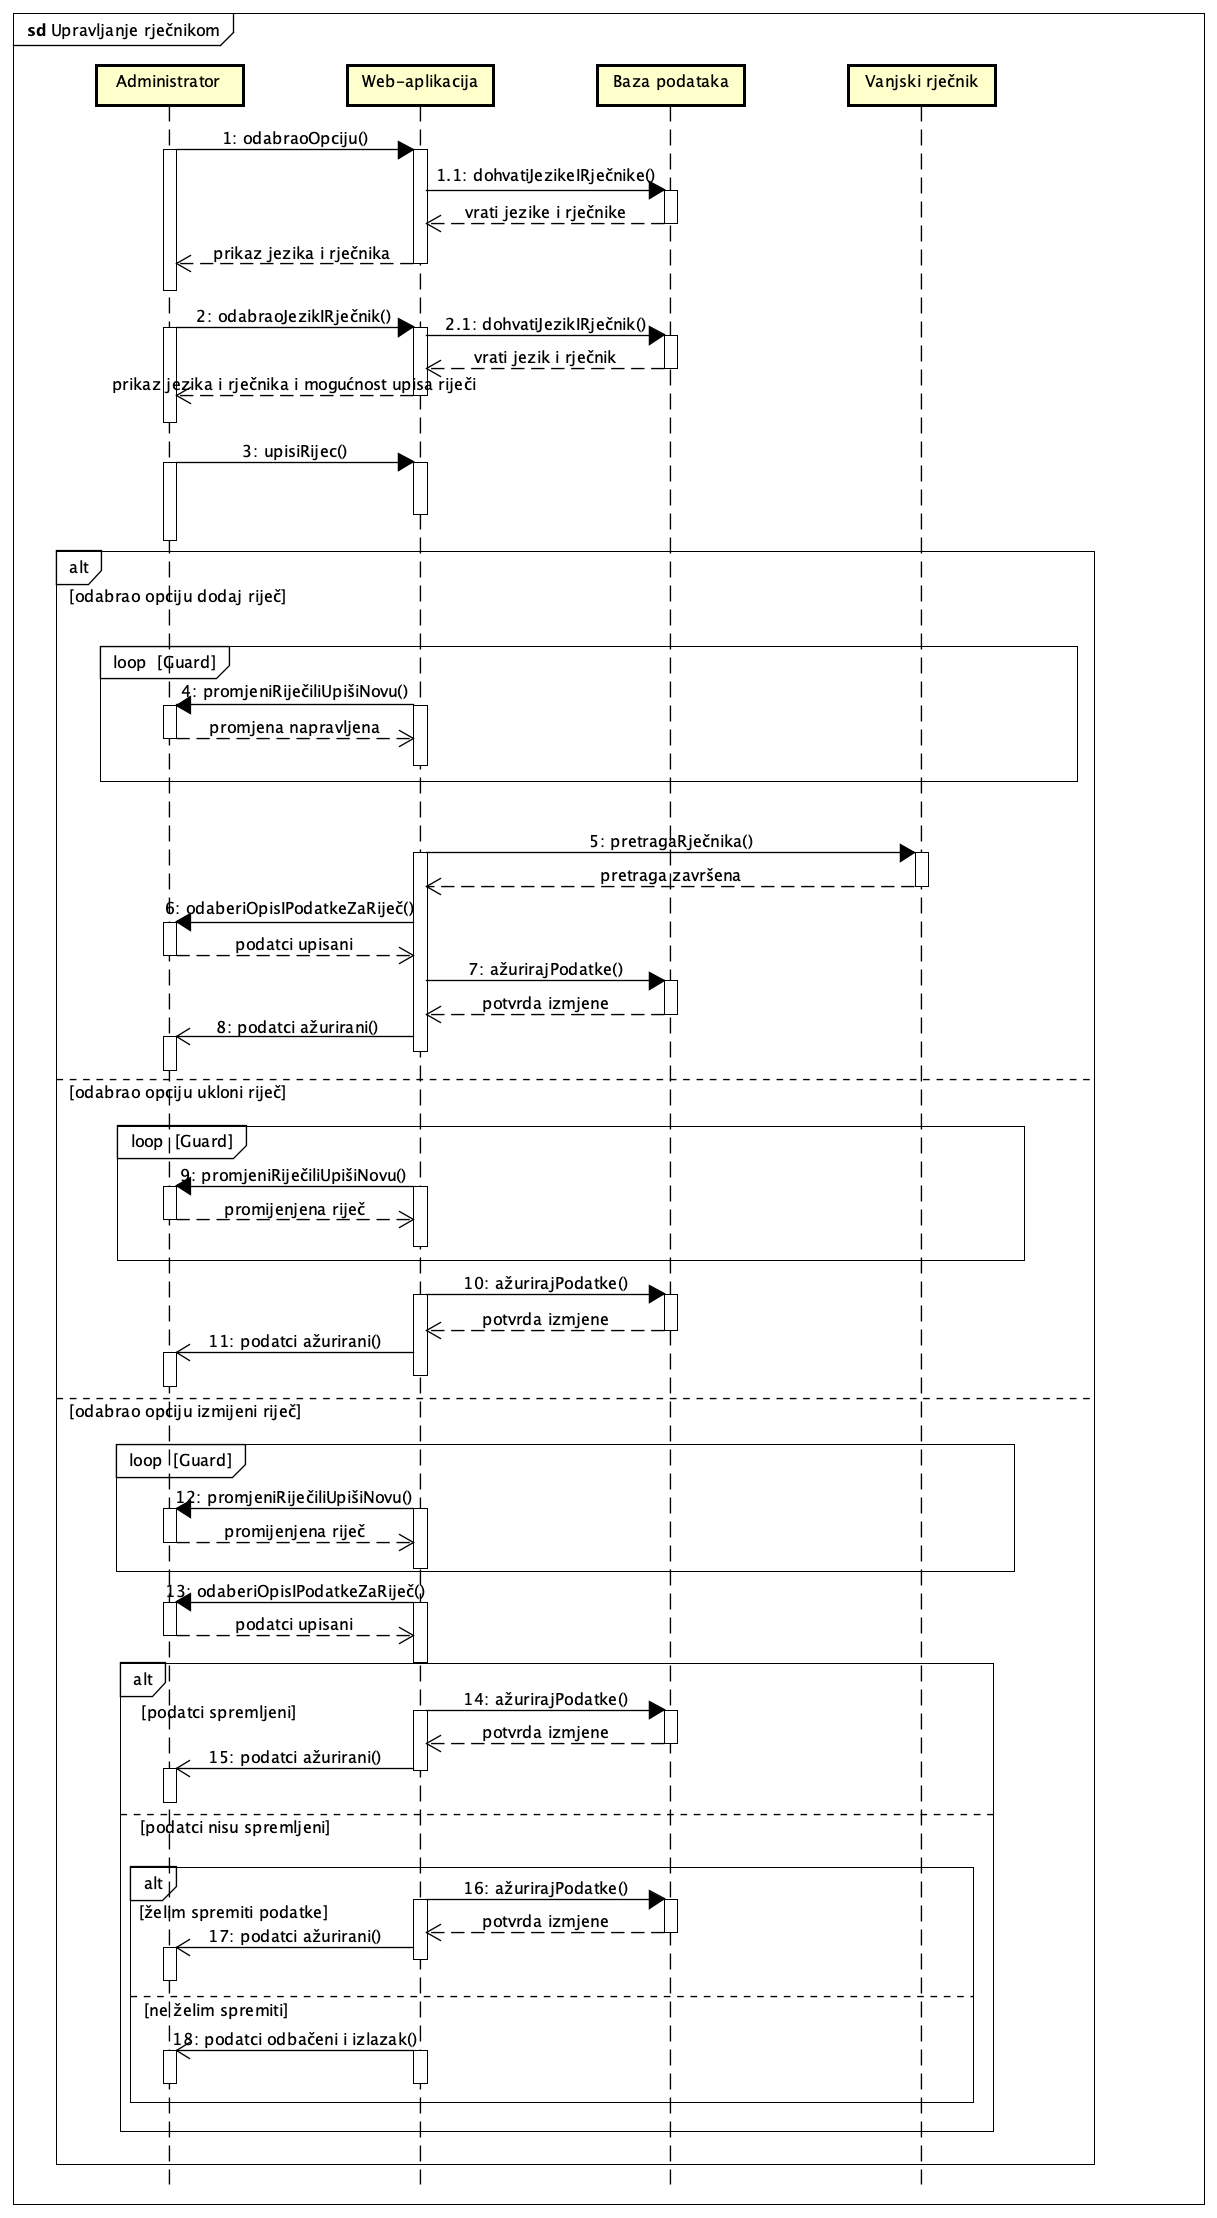 sd Upravljanje rječnikom
Administrator
Web-aplikacija
Baza podataka
Vanjski rječnik
1: odabraoOpciju()
1.1: dohvatiJezikeIRječnike()
vrati jezike i rječnike
prikaz jezika i rječnika
2: odabraoJezikIRječnik()
2.1: dohvatiJezikIRječnik()
vrati jezik i rječnik
prikaz jezika i rječnika i mogućnost upisa riječi
3: upisiRijec()
alt
[odabrao opciju dodaj riječ]
loop [Guard]
4: promjeniRiječiliUpišiNovu()
promjena napravljena
5: pretragaRječnika()
pretraga završena
6: odaberiOpisIPodatkeZaRiječ()
podatci upisani
7: ažurirajPodatke()
potvrda izmjene
8: podatci ažurirani()
[odabrao opciju ukloni riječ]
loop [Guard]
9: promjeniRiječiliUpišiNovu()
promijenjena riječ
10: ažurirajPodatke()
potvrda izmjene
11: podatci ažurirani()
[odabrao opciju izmijeni riječ]
loop [Guard]
12: promjeniRiječiliUpišiNovu()
promijenjena riječ
13: odaberiOpisIPodatkeZaRiječ()
podatci upisani
alt
[podatci spremljeni]
14: ažurirajPodatke()
potvrda izmjene
15: podatci ažurirani()
[podatci nisu spremljeni]
alt
16: ažurirajPodatke()
[želim spremiti podatke]
potvrda izmjene
17: podatci ažurirani()
[ne želim spremiti]
18: podatci odbačeni i izlazak()